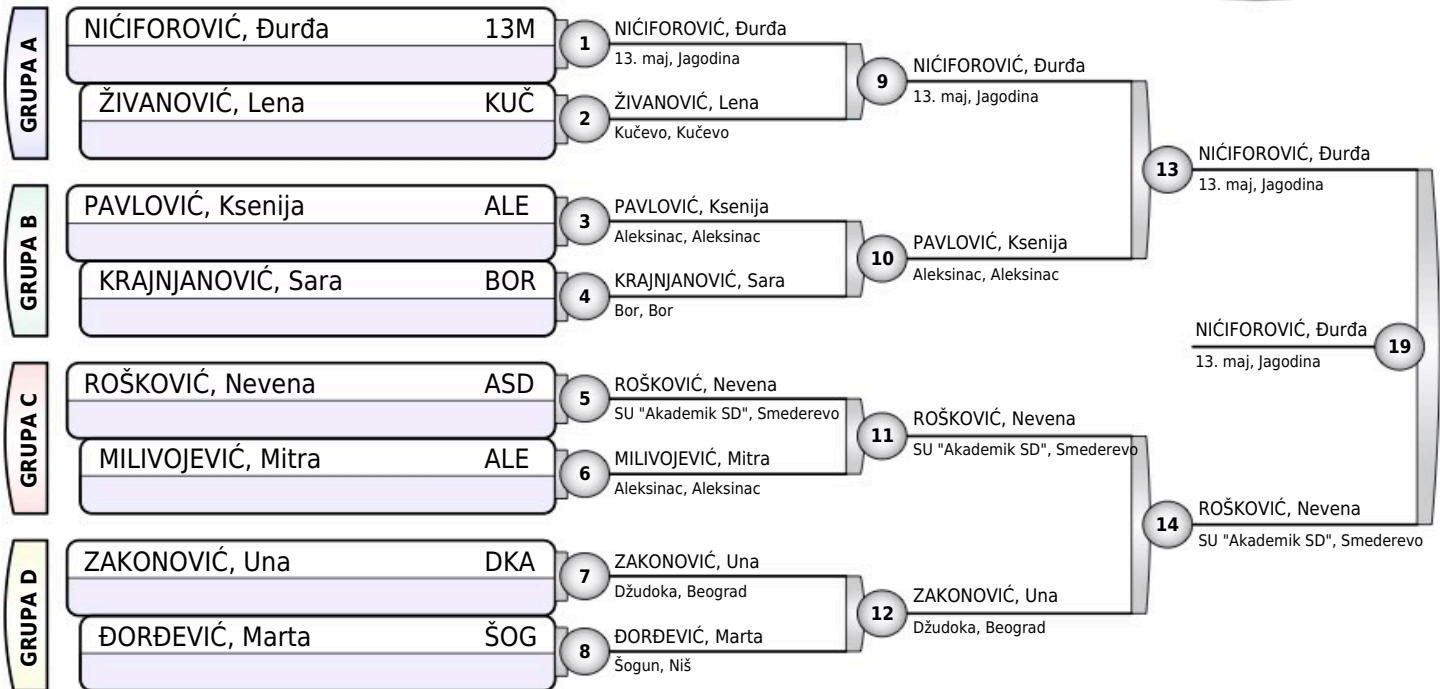 GRUPA A
NIĆIFOROVIĆ, Đurđa 13M
ŽIVANOVIĆ, Lena KUČ
GRUPA B
PAVLOVIĆ, Ksenija ALE
KRAJNJANOVIĆ, Sara BOR
GRUPA C
ROŠKOVIĆ, Nevena ASD
MILIVOJEVIĆ, Mitra ALE
GRUPA D
ZAKONOVIĆ, Una DKA
ĐORĐEVIĆ, Marta ŠOG
1
NIĆIFOROVIĆ, Đurđa
13. maj, Jagodina
2
ŽIVANOVIĆ, Lena
Kučevo, Kučevo
3
PAVLOVIĆ, Ksenija
Aleksinac, Aleksinac
4
KRAJNJANOVIĆ, Sara
Bor, Bor
5
ROŠKOVIĆ, Nevena
SU "Akademik SD", Smederevo
6
MILIVOJEVIĆ, Mitra
Aleksinac, Aleksinac
7
ZAKONOVIĆ, Una
Džudoka, Beograd
8
ĐORĐEVIĆ, Marta
Šogun, Niš
9
NIĆIFOROVIĆ, Đurđa
13. maj, Jagodina
10
PAVLOVIĆ, Ksenija
Aleksinac, Aleksinac
11
ROŠKOVIĆ, Nevena
SU "Akademik SD", Smederevo
12
ZAKONOVIĆ, Una
Džudoka, Beograd
13
NIĆIFOROVIĆ, Đurđa
13. maj, Jagodina
14
ROŠKOVIĆ, Nevena
SU "Akademik SD", Smederevo
NIĆIFOROVIĆ, Đurđa
13. maj, Jagodina
19